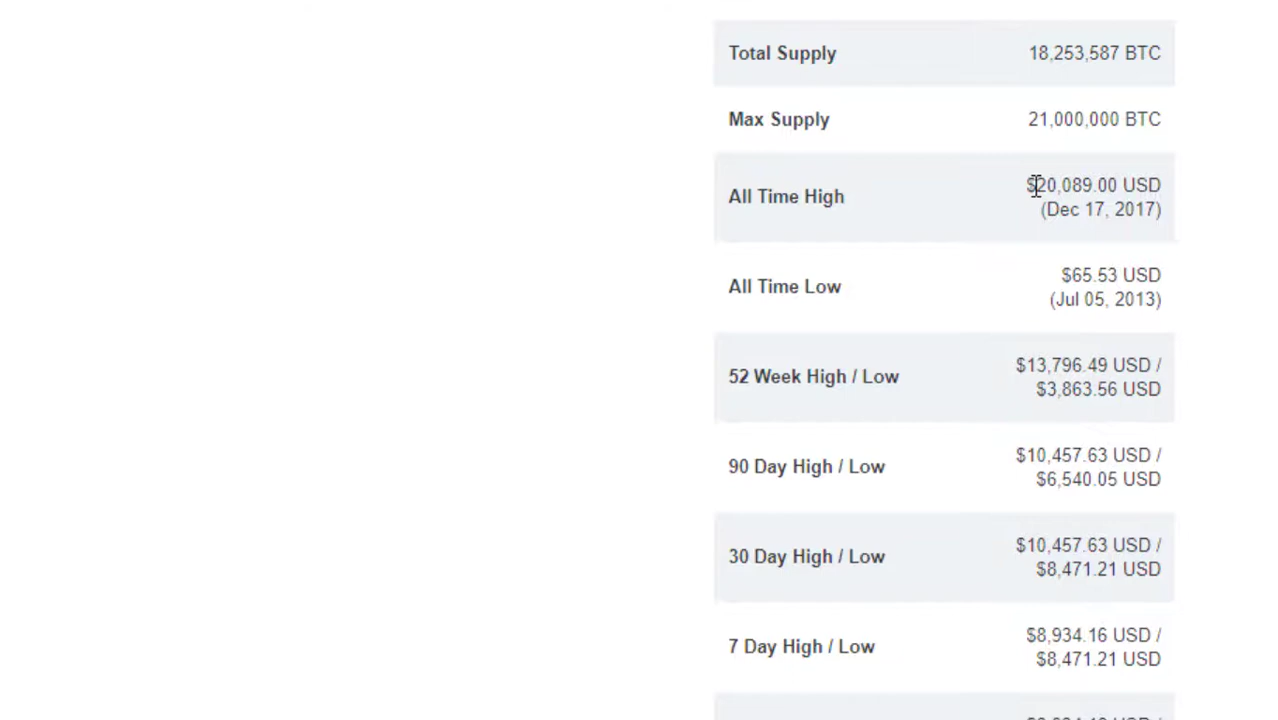 Total Supply 18,253,587 BTC
Max Supply 21,000,000 BTC
All Time High $20,089.00 USD
(Dec 17, 2017)
All Time Low $65.53 USD
(Jul 05, 2013)
52 Week High / Low $13,796.49 USD /
$3,863.56 USD
90 Day High / Low $10,457.63 USD /
$6,540.05 USD
30 Day High / Low $10,457.63 USD /
$8,471.21 USD
7 Day High / Low $8,934.16 USD /
$8,471.21 USD